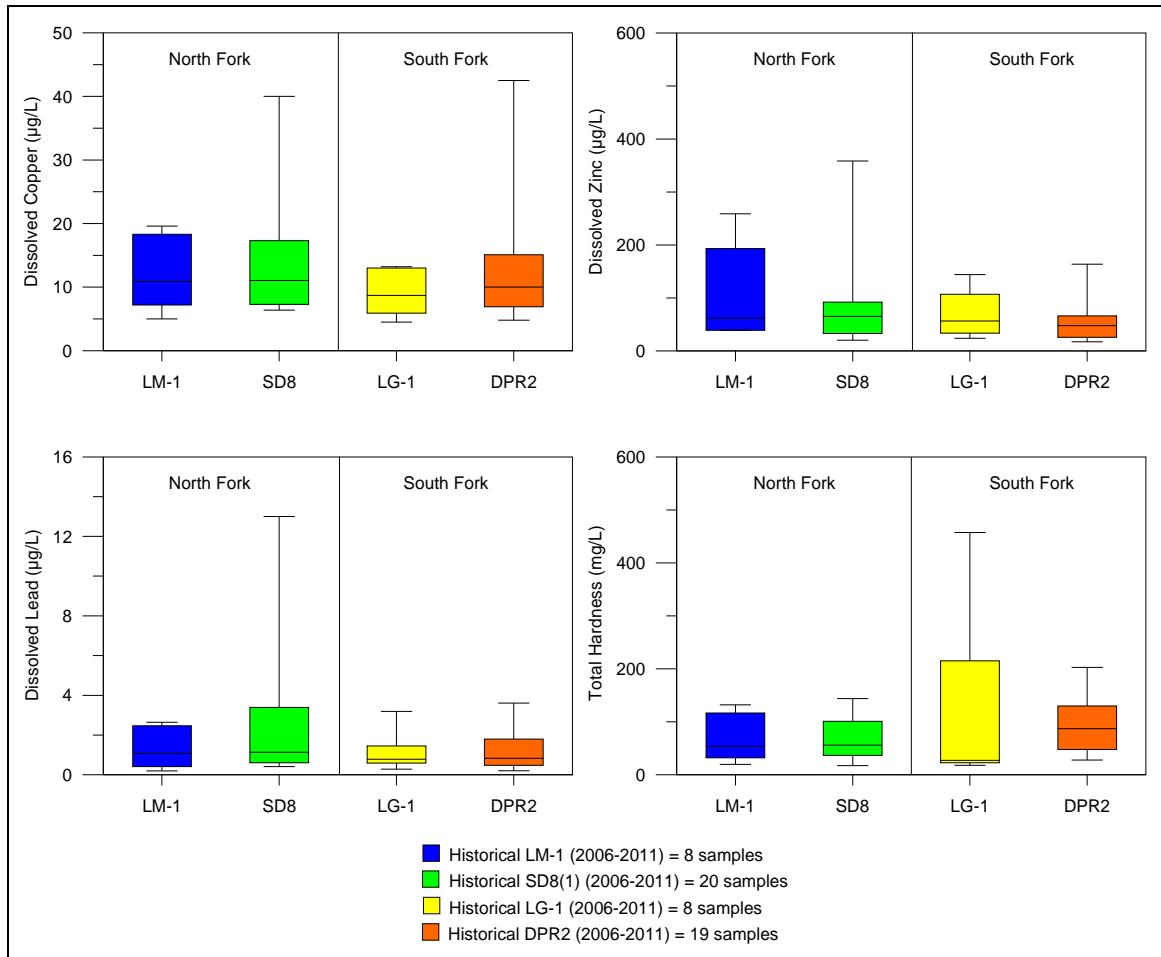 50
40
30
20
10
0
Dissolved Copper (µg/L)
North Fork
South Fork
LM-1
SD8
LG-1
DPR2
600
400
200
0
Dissolved Zinc (µg/L)
North Fork
South Fork
LM-1
SD8
LG-1
DPR2
16
12
8
4
0
Dissolved Lead (µg/L)
North Fork
South Fork
LM-1
SD8
LG-1
DPR2
600
400
200
0
Total Hardness (mg/L)
North Fork
South Fork
LM-1
SD8
LG-1
DPR2
Historical LM-1 (2006-2011) = 8 samples
Historical SD8(1) (2006-2011) = 20 samples
Historical LG-1 (2006-2011) = 8 samples
Historical DPR2 (2006-2011) = 19 samples